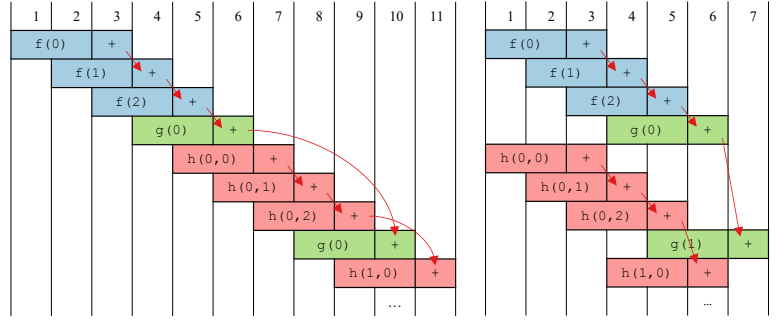 1 2 3 4 5 6 7 8 9 10 11
f(0) +
f(1) +
f(2) +
g(0) +
h(0,0) +
h(0,1) +
h(0,2) +
g(0) +
h(1,0) +
...
1 2 3 4 5 6 7
f(0) +
f(1) +
f(2) +
g(0) +
h(0,0) +
h(0,1) +
h(0,2) +
g(1) +
h(1,0) +
...